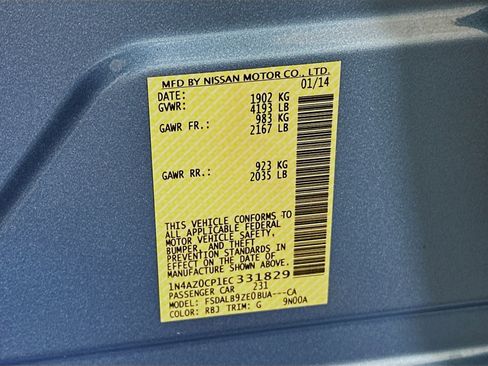 MFD BY NISSAN MOTOR CO., LTD.
DATE: 01/14
GVWR: 1902 KG
4193 LB
GAWR FR.: 983 KG
2167 LB
GAWR RR.: 923 KG
2035 LB
THIS VEHICLE CONFORMS TO
ALL APPLICABLE FEDERAL
MOTOR VEHICLE SAFETY,
BUMPER, AND THEFT
PREVENTION STANDARDS IN
EFFECT ON THE DATE OF
MANUFACTURE SHOWN ABOVE.
1N4AZ0CP1EC331829
PASSENGER CAR 231
MODEL: FSDALB9ZE0BUA---CA
COLOR: RBJ TRIM: G 9N00A